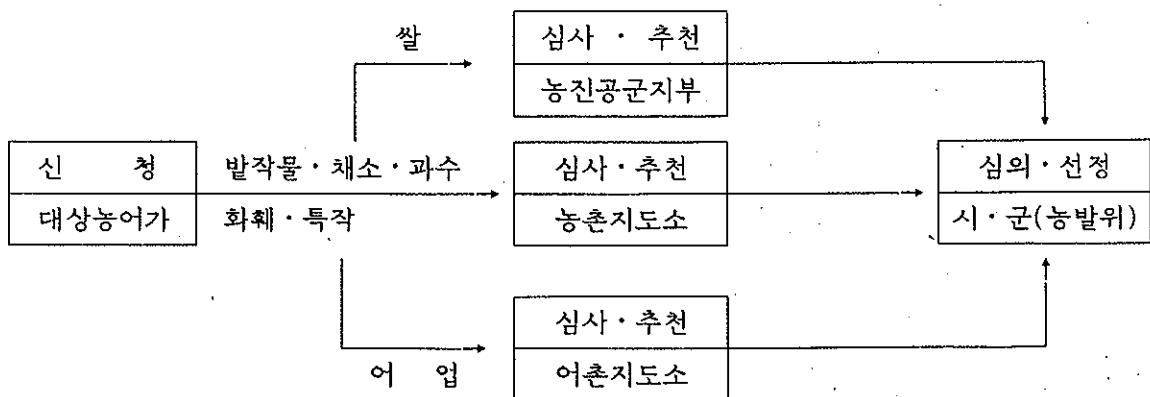 쌀
심사 · 추천
농진공군지부
신 청
대상농어가
발작물·채소·과수
화훼·특작
심사·추천
농촌지도소
심의·선정
시·군(농발위)
심사·추천
어촌지도소
어 업